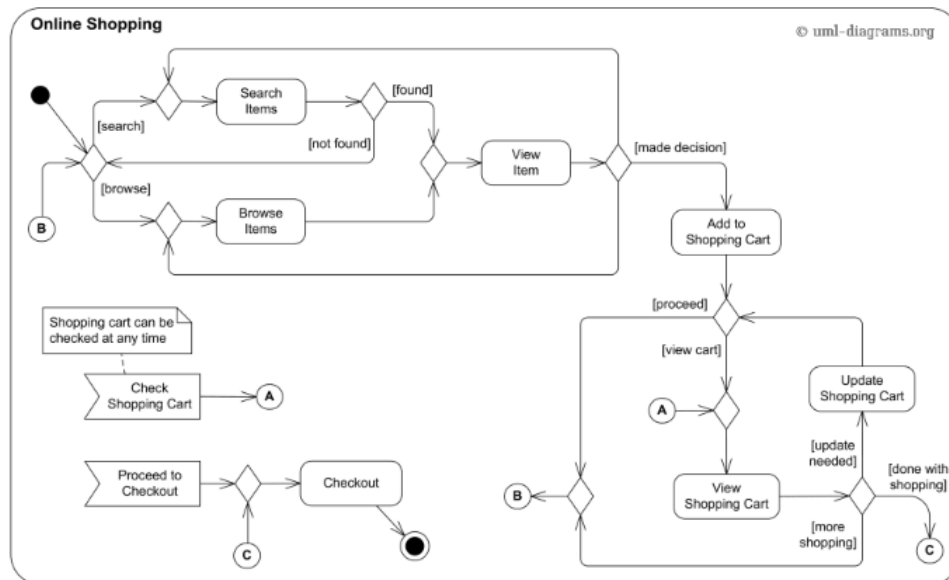 Online Shopping
© uml-diagrams.org
Search
Items
[found]
[search]
[not found]
[made decision]
View
Item
[browse]
B
Browse
Items
Add to
Shopping Cart
Shopping cart can be
checked at any time
[proceed]
[view cart]
Check
Shopping Cart
A
Update
Shopping Cart
A
[update
needed]
[done with
shopping]
Proceed to
Checkout
Checkout
B
View
Shopping Cart
[more
shopping]
C
C